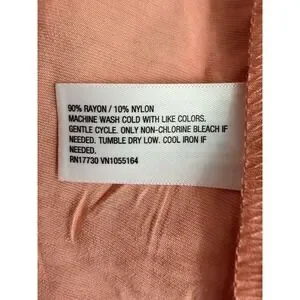 90% RAYON / 10% NYLON
MACHINE WASH COLD WITH LIKE COLORS.
GENTLE CYCLE. ONLY NON-CHLORINE BLEACH IF
NEEDED. TUMBLE DRY LOW. COOL IRON IF
NEEDED.
RN17730 VN1055164